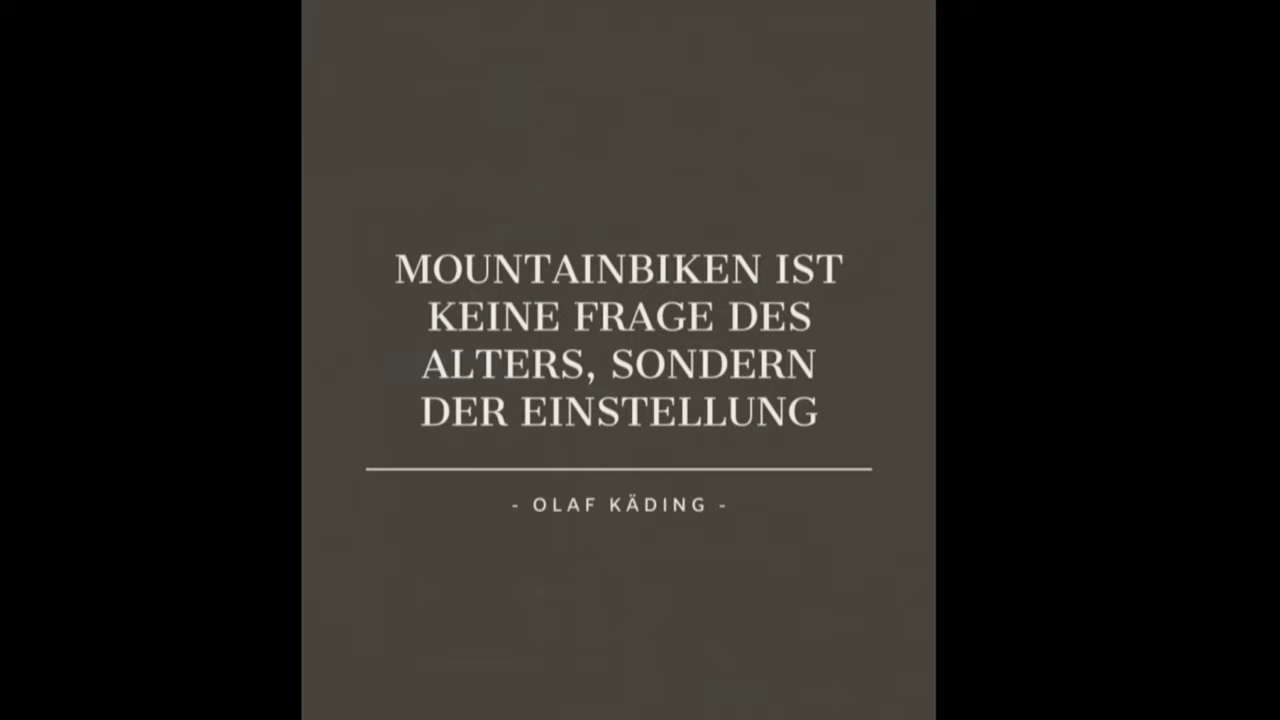 MOUNTAINBIKEN IST
KEINE FRAGE DES
ALTERS, SONDERN
DER EINSTELLUNG
- OLAF KÄDING -